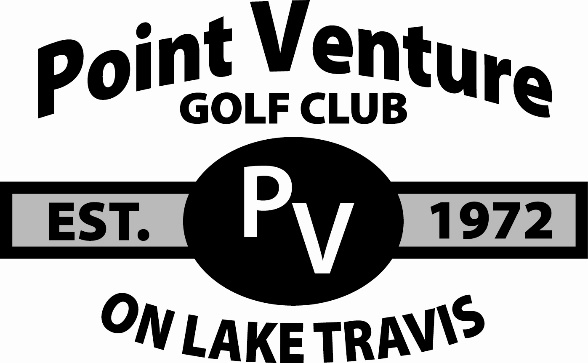 Point Venture
GOLF CLUB
EST. PV 1972
ON LAKE TRAVIS